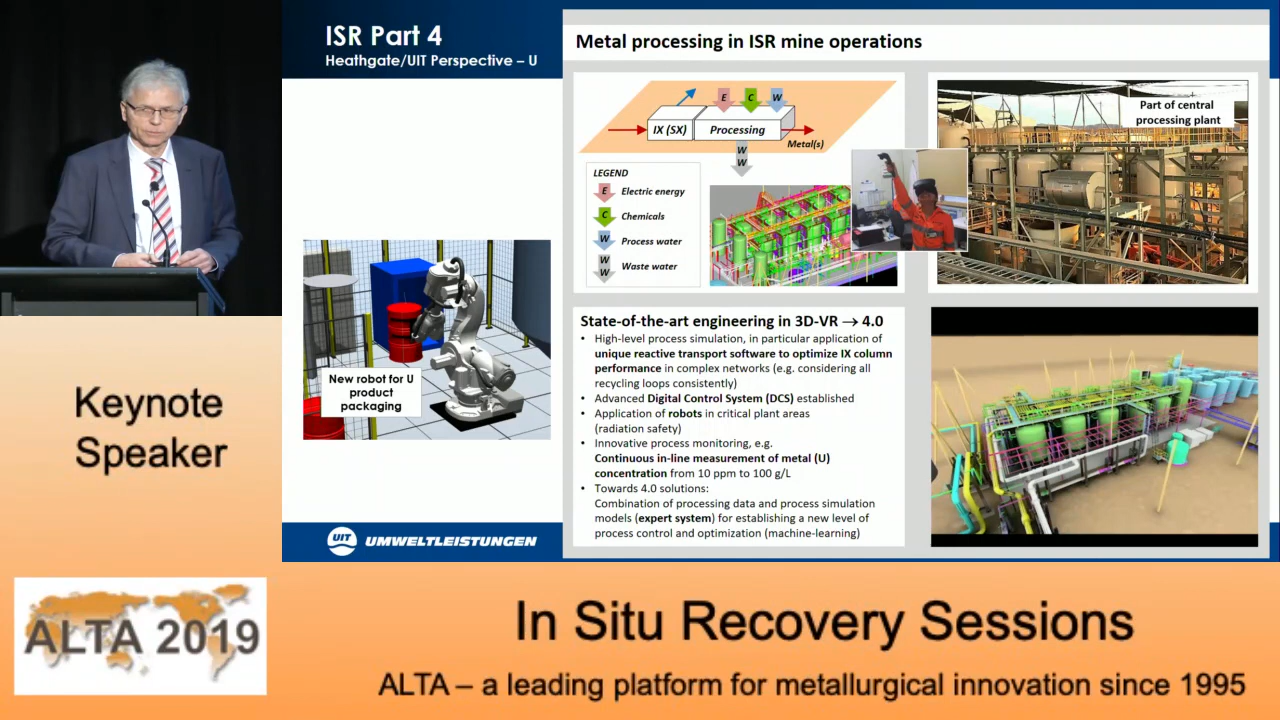 ISR Part 4
Heathgate/UIT Perspective – U
Metal processing in ISR mine operations
E C W
IX (SX)
Processing
Metal(s)
W
W
LEGEND
E Electric energy
C Chemicals
W Process water
W
W Waste water
Part of central
processing plant
New robot for U
product
packaging
State-of-the-art engineering in 3D-VR → 4.0
• High-level process simulation, in particular application of
unique reactive transport software to optimize IX column
performance in complex networks (e.g. considering all
recycling loops consistently)
• Advanced Digital Control System (DCS) established
• Application of robots in critical plant areas
(radiation safety)
• Innovative process monitoring, e.g.
Continuous in-line measurement of metal (U)
concentration from 10 ppm to 100 g/L
• Towards 4.0 solutions:
Combination of processing data and process simulation
models (expert system) for establishing a new level of
process control and optimization (machine-learning)
UIT UMWELTLEISTUNGEN
Keynote
Speaker
ALTA 2019
In Situ Recovery Sessions
ALTA – a leading platform for metallurgical innovation since 1995